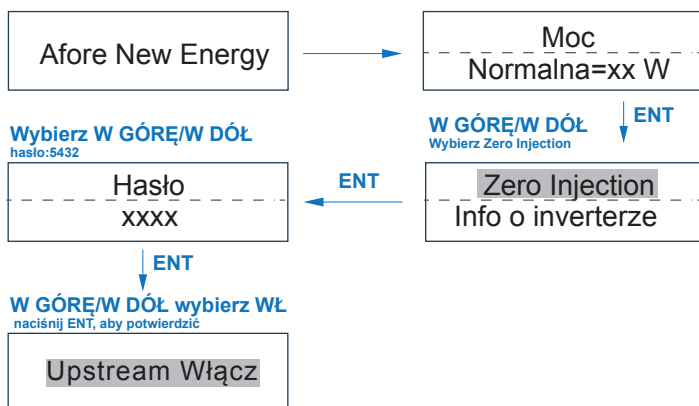 Afore New Energy
Moc
Normalna=xx W
ENT
W GÓRĘ/W DÓŁ
Wybierz Zero Injection
Zero Injection
Info o inverterze
ENT
Wybierz W GÓRĘ/W DÓŁ
hasło:5432
Hasło
xxxx
ENT
W GÓRĘ/W DÓŁ wybierz WŁ
naciśnij ENT, aby potwierdzić
Upstream Włącz